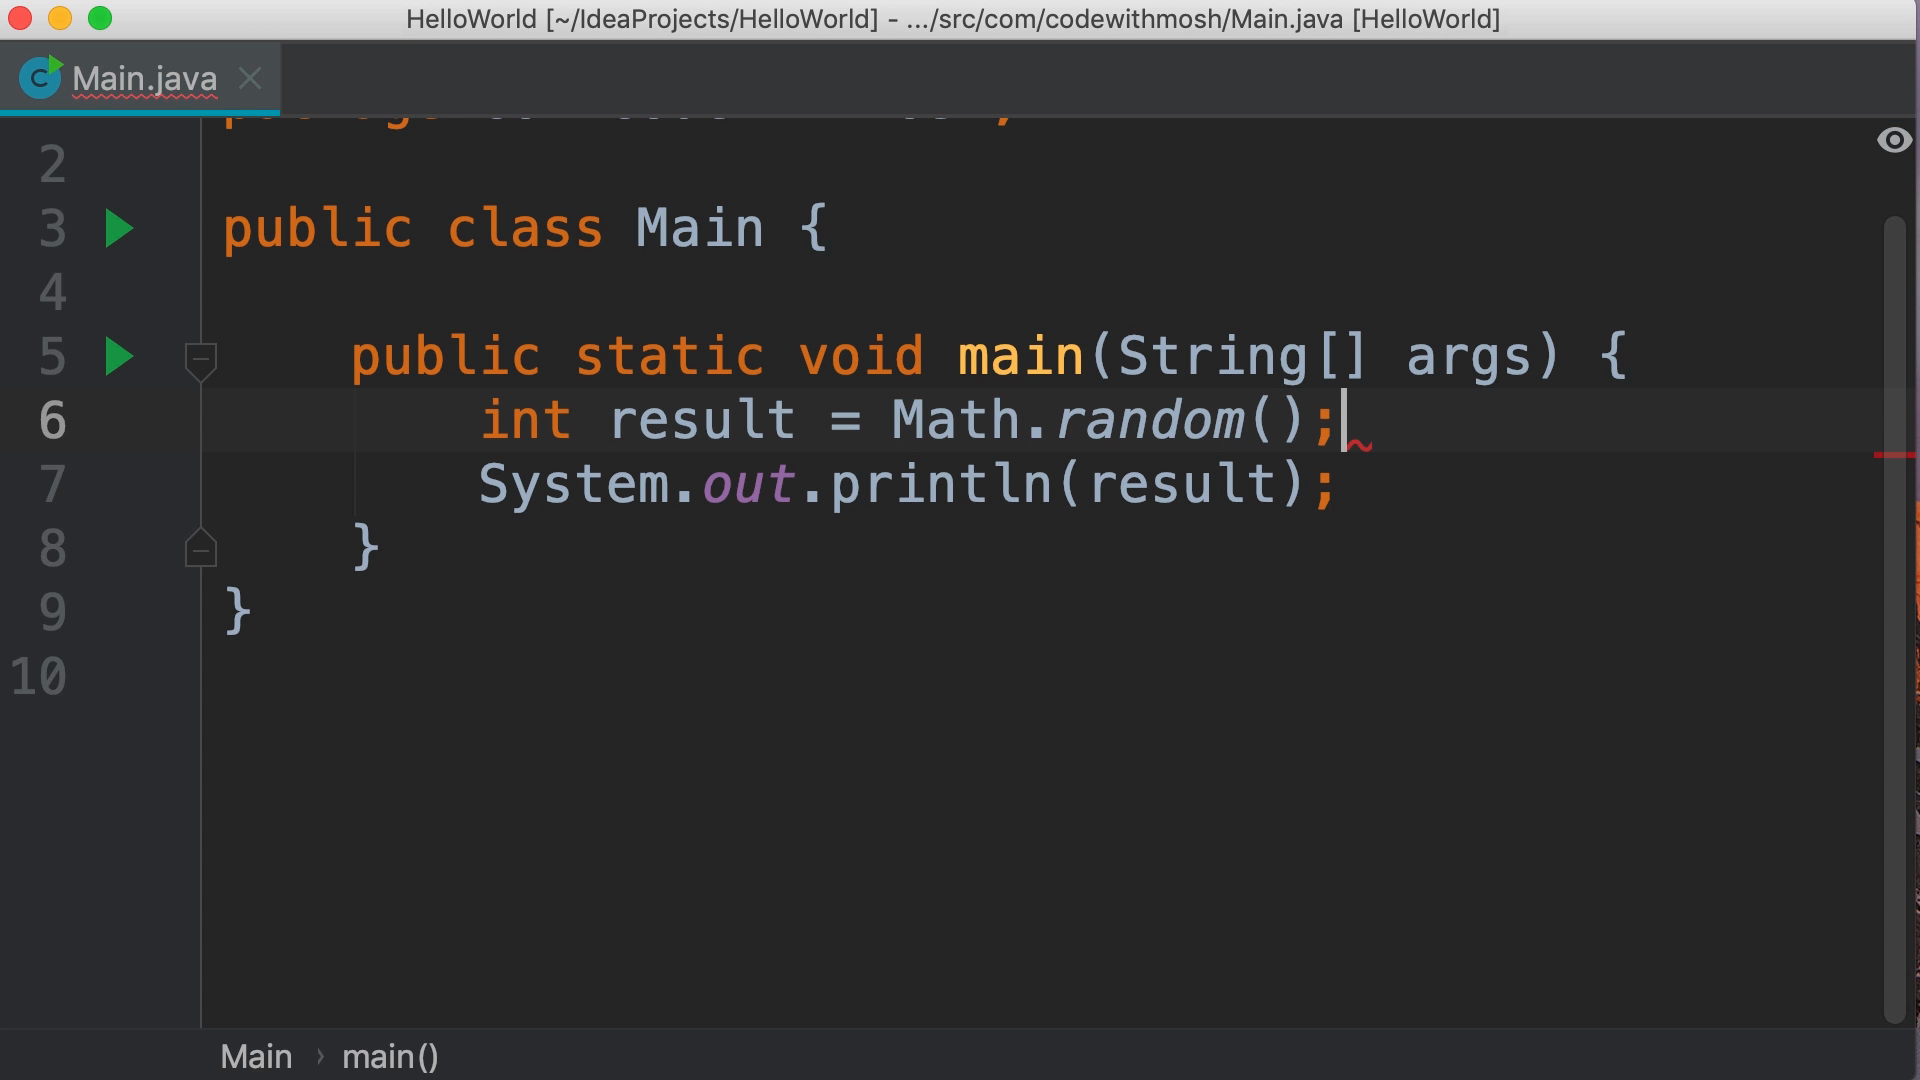 HelloWorld [~/IdeaProjects/HelloWorld] - .../src/com/codewithmosh/Main.java [HelloWorld]
Main.java
2
3 public class Main {
4
5 public static void main(String[] args) {
6 int result = Math.random();
7 System.out.println(result);
8 }
9 }
10
Main › main()